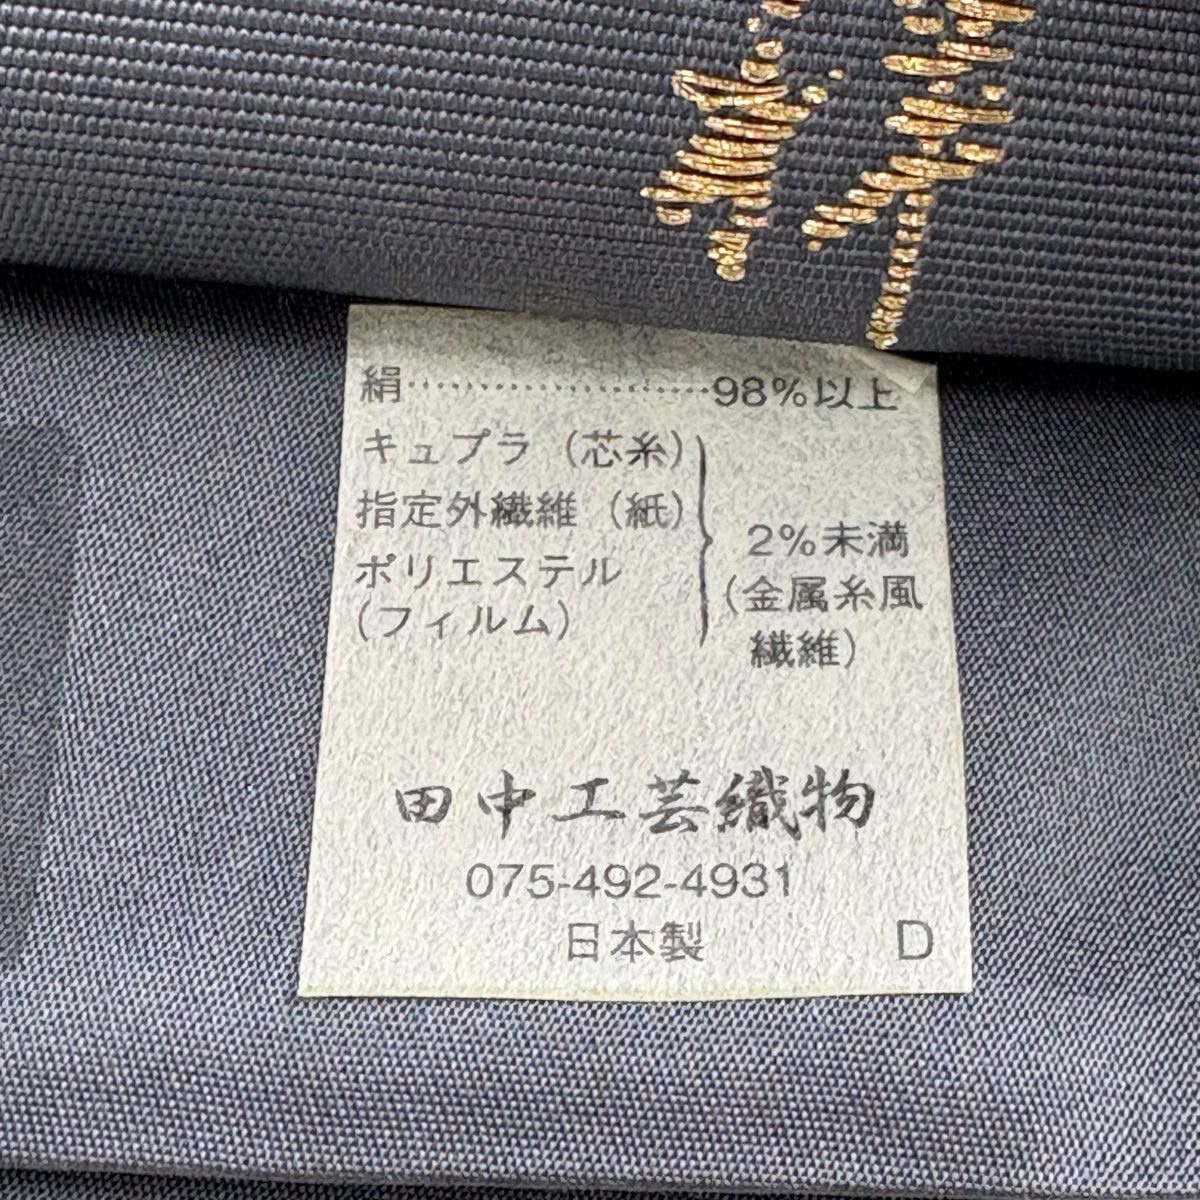 絹……………………98%以上
キュプラ（芯糸）
指定外繊維（紙）
ポリエステル
（フィルム）
2%未満
（金属糸風
繊維）
田中工芸織物
075-492-4931
日本製 D